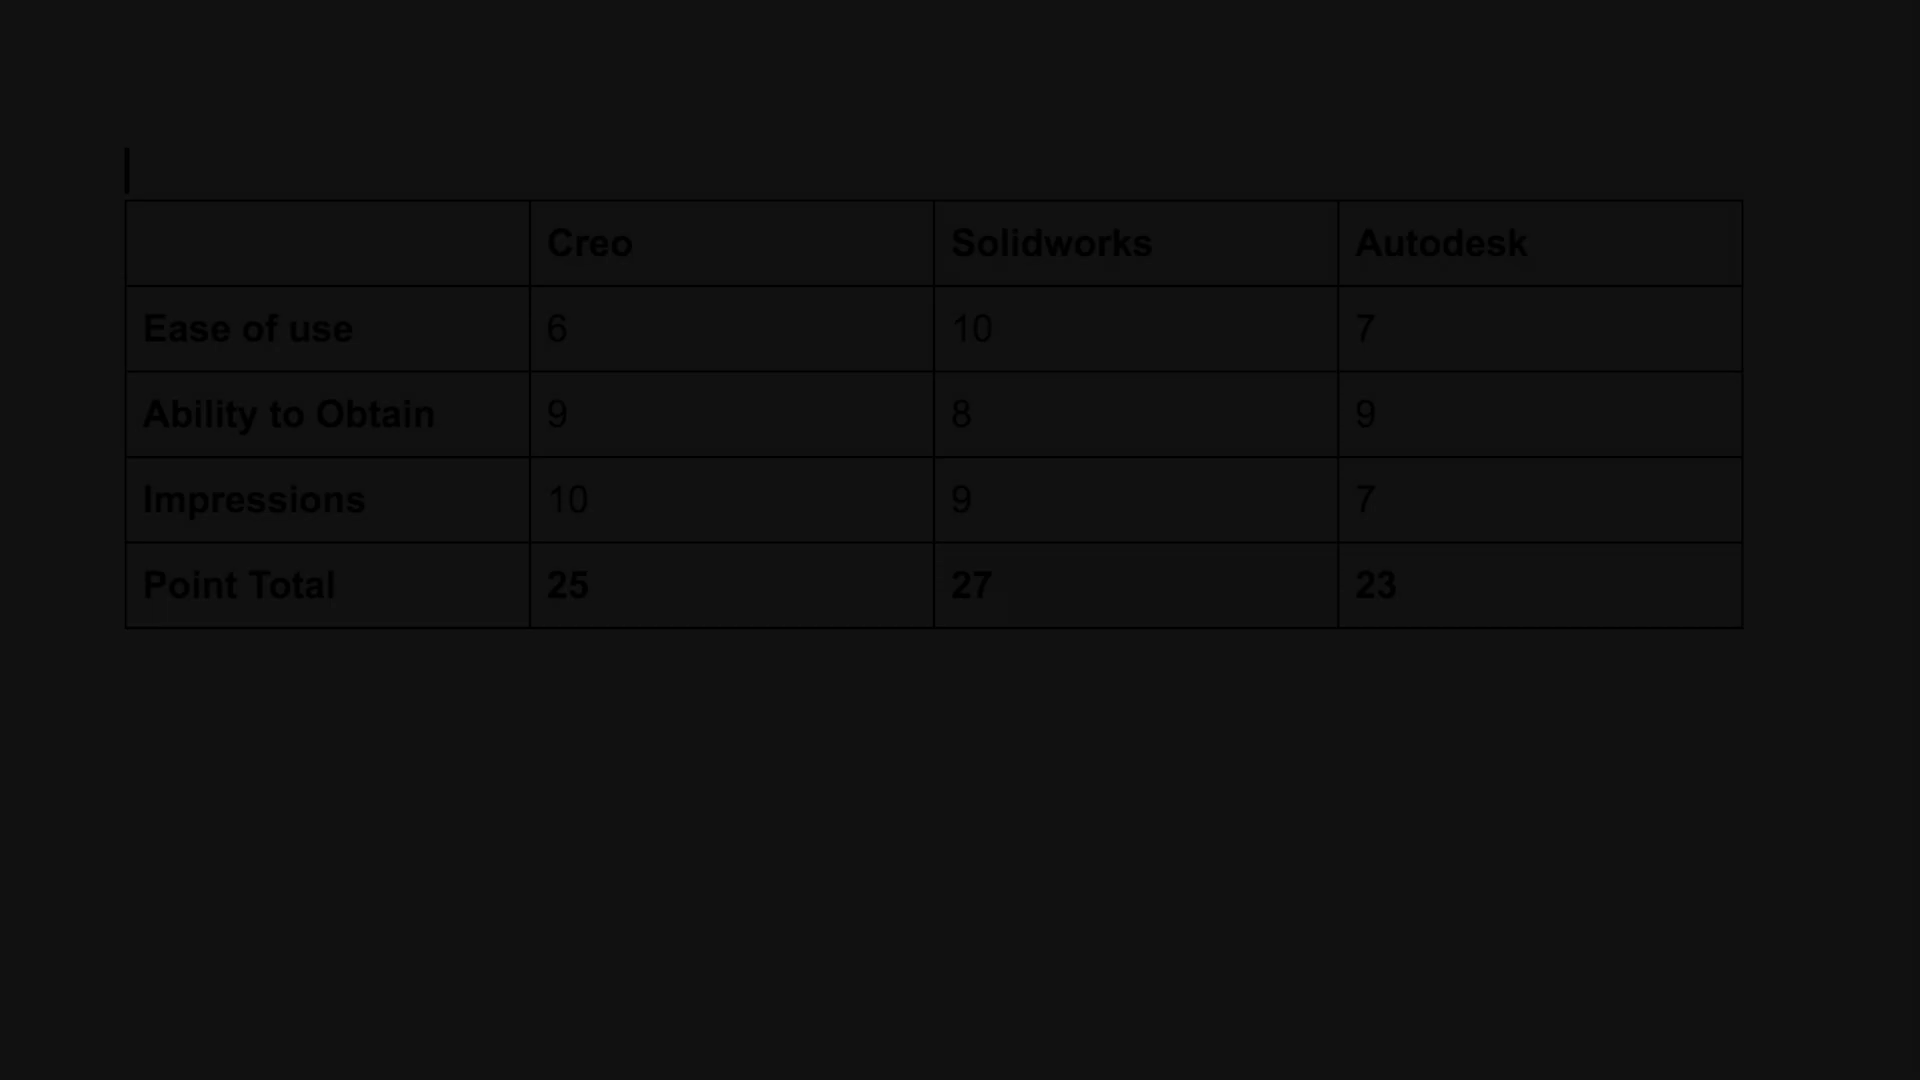 Creo Solidworks Autodesk
Ease of use 6 10 7
Ability to Obtain 9 8 9
Impressions 10 9 7
Point Total 25 27 23